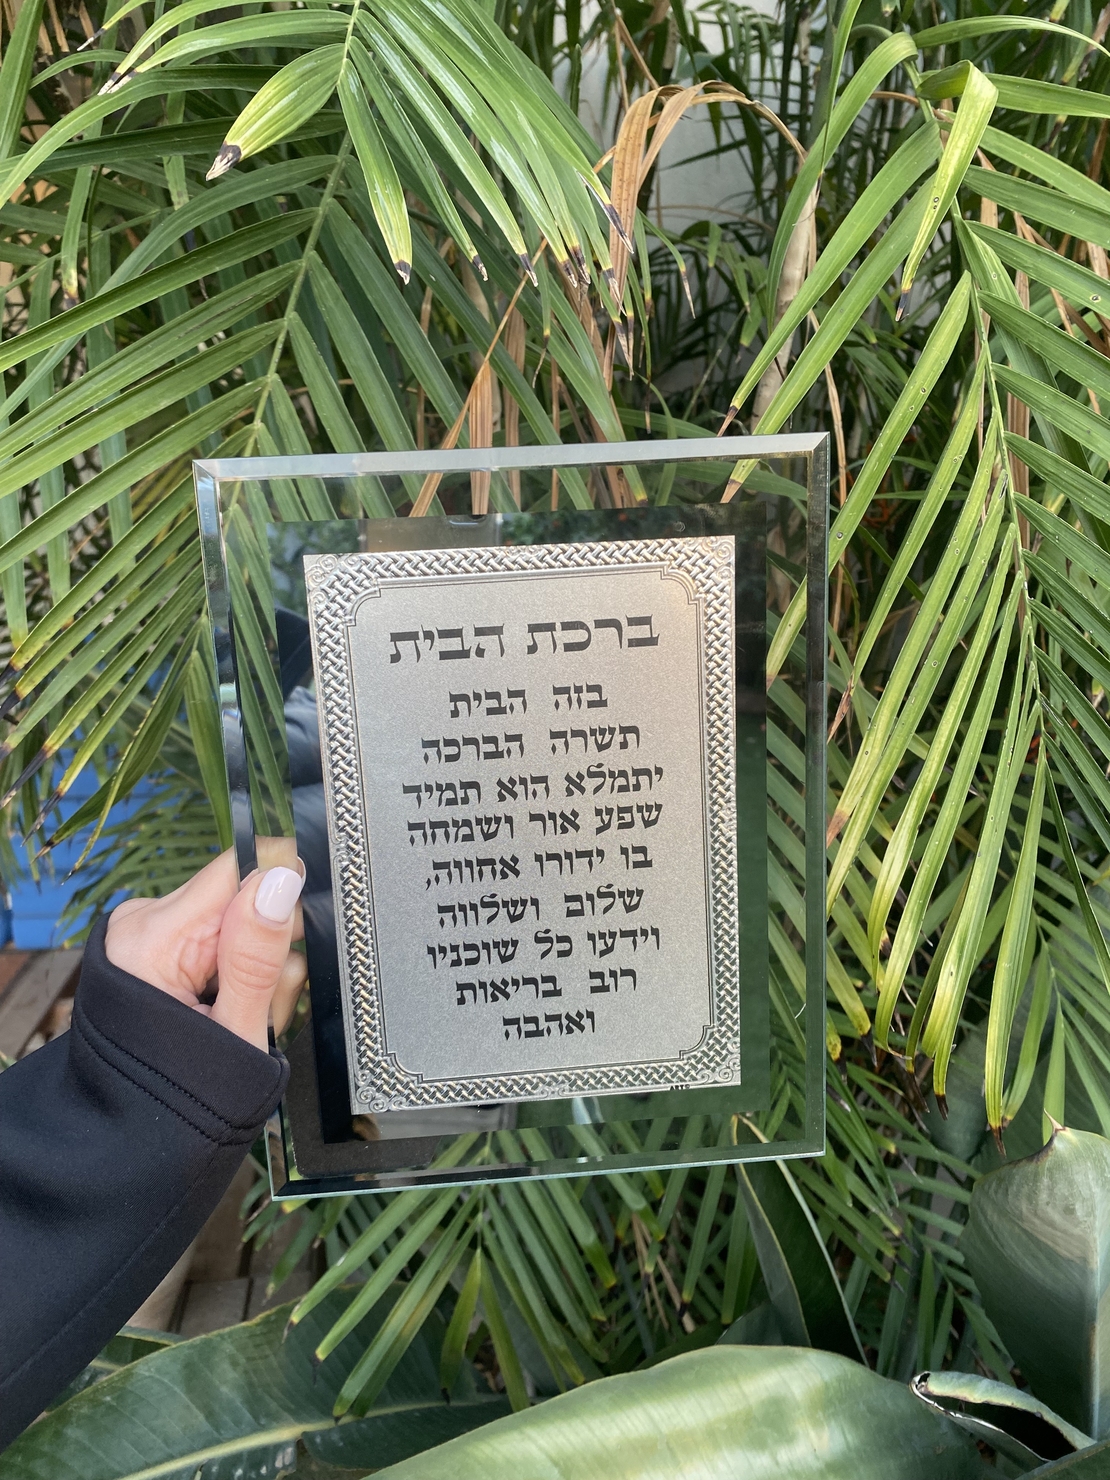 ברכת הבית
בזה הבית
תשרה הברכה
יתמלא הוא תמיד
שפע אור ושמחה
בו ידורו אחווה,
שלום ושלווה
וידעו כל שוכניו
רוב בריאות
ואהבה